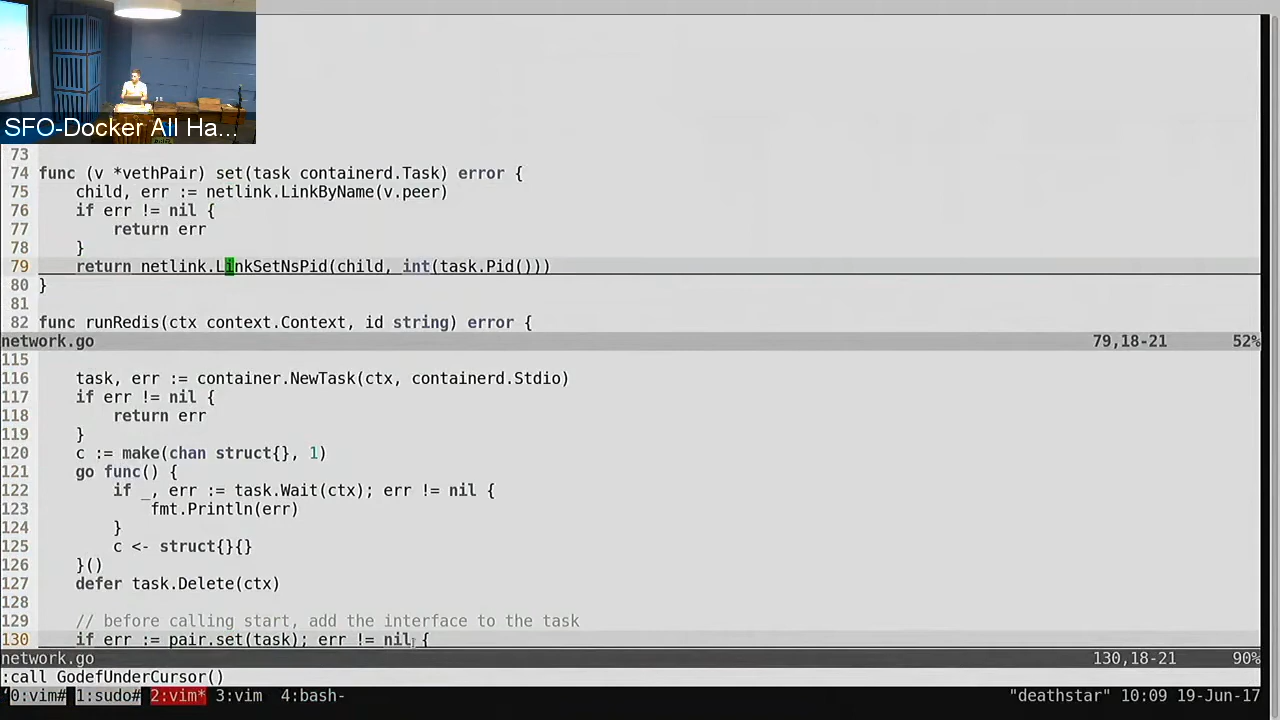 SFO-Docker All Ha...
73
74 func (v *vethPair) set(task containerd.Task) error {
75     child, err := netlink.LinkByName(v.peer)
76     if err != nil {
77         return err
78     }
79     return netlink.LinkSetNsPid(child, int(task.Pid()))
80 }
81
82 func runRedis(ctx context.Context, id string) error {
network.go 79,18-21 52%
115
116     task, err := container.NewTask(ctx, containerd.Stdio)
117     if err != nil {
118         return err
119     }
120     c := make(chan struct{}, 1)
121     go func() {
122         if _, err := task.Wait(ctx); err != nil {
123             fmt.Println(err)
124         }
125         c <- struct{}{}
126     }()
127     defer task.Delete(ctx)
128
129     // before calling start, add the interface to the task
130     if err := pair.set(task); err != nil {
network.go 130,18-21 90%
:call GodefUnderCursor()
0:vim# 1:sudo# 2:vim* 3:vim 4:bash- "deathstar" 10:09 19-Jun-17